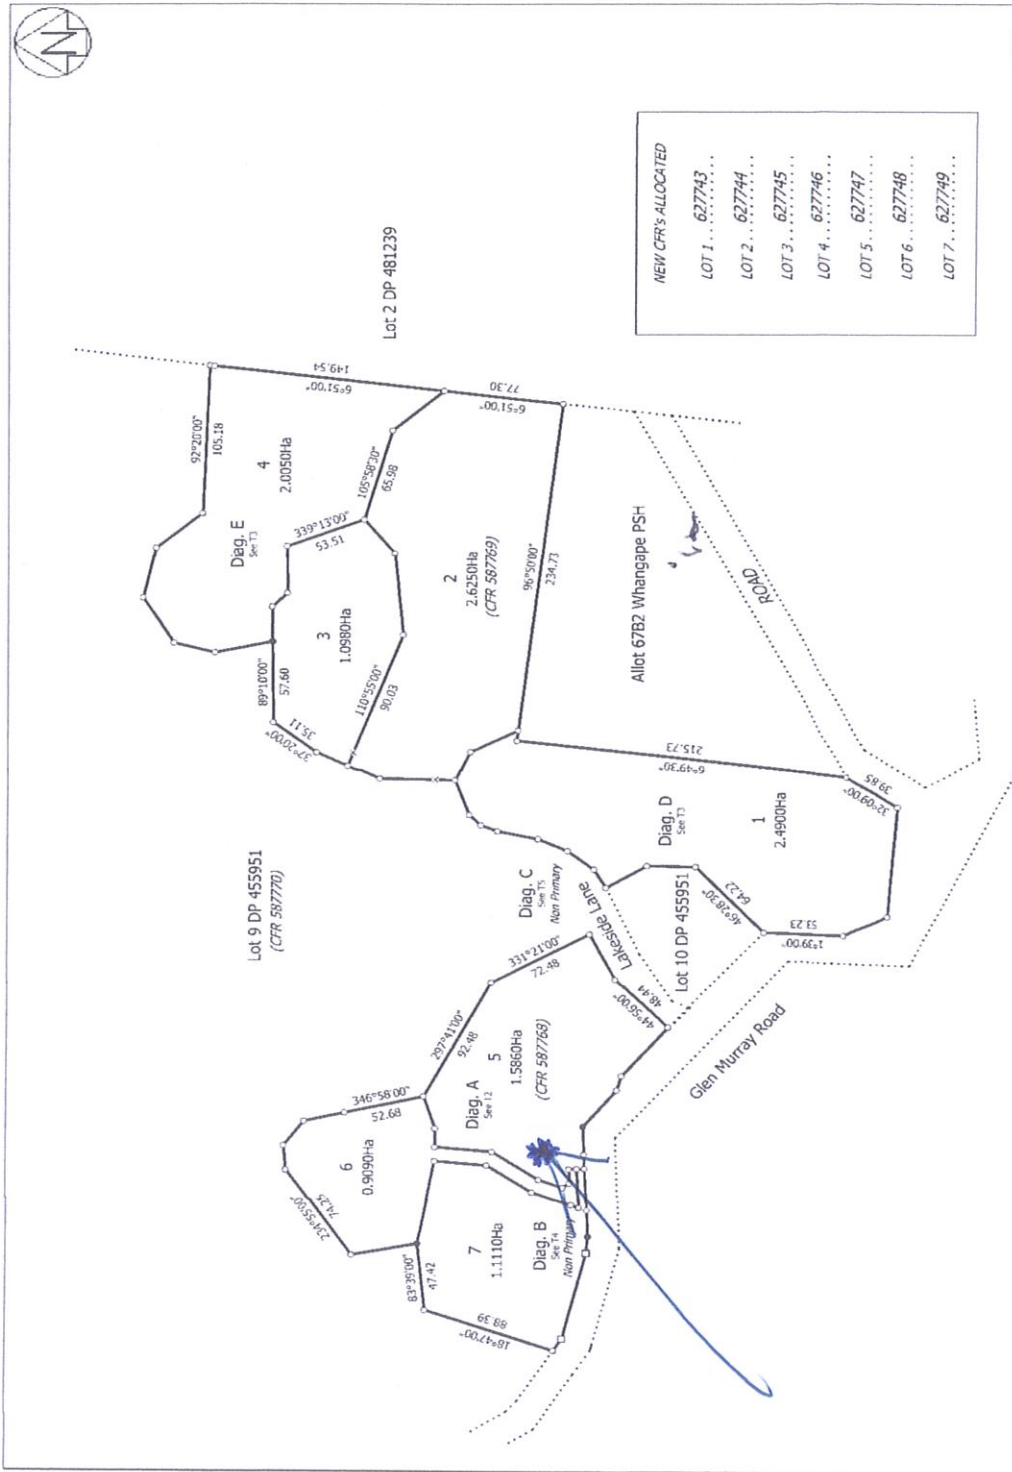 N
Lot 2 DP 481239
92°20'00"
105.18
149.54
6°51'00"
77.30
6°51'00"
4
2.0050Ha
Diag. E
See T3
339°13'00"
53.51
105°58'30"
65.98
89°10'00"
57.60
37°20'00"
35.11
3
1.0980Ha
110°55'00"
90.03
2
2.6250Ha
(CFR 587769)
96°50'00"
234.73
Allot 67B2 Whangape PSH
ROAD
Lot 9 DP 455951
(CFR 587770)
215.73
6°49'30"
39.85
32°09'00"
1
2.4900Ha
Diag. D
See T3
Diag. C
See T5
Non Primary
Lakeside Lane
Lot 10 DP 455951
64.22
46°28'30"
53.23
1°39'00"
331°21'00"
72.48
48.44
44°56'00"
297°41'00"
92.48
5
1.5860Ha
(CFR 587768)
Diag. A
See T2
Glen Murray Road
346°58'00"
52.68
6
0.9090Ha
234°55'00"
74.25
7
1.1110Ha
83°39'00"
47.42
88.39
18°47'00"
Diag. B
See T4
Non Primary
NEW CFR's ALLOCATED
LOT 1...627743...
LOT 2...627744...
LOT 3...627745...
LOT 4...627746...
LOT 5...627747...
LOT 6...627748...
LOT 7...627749...